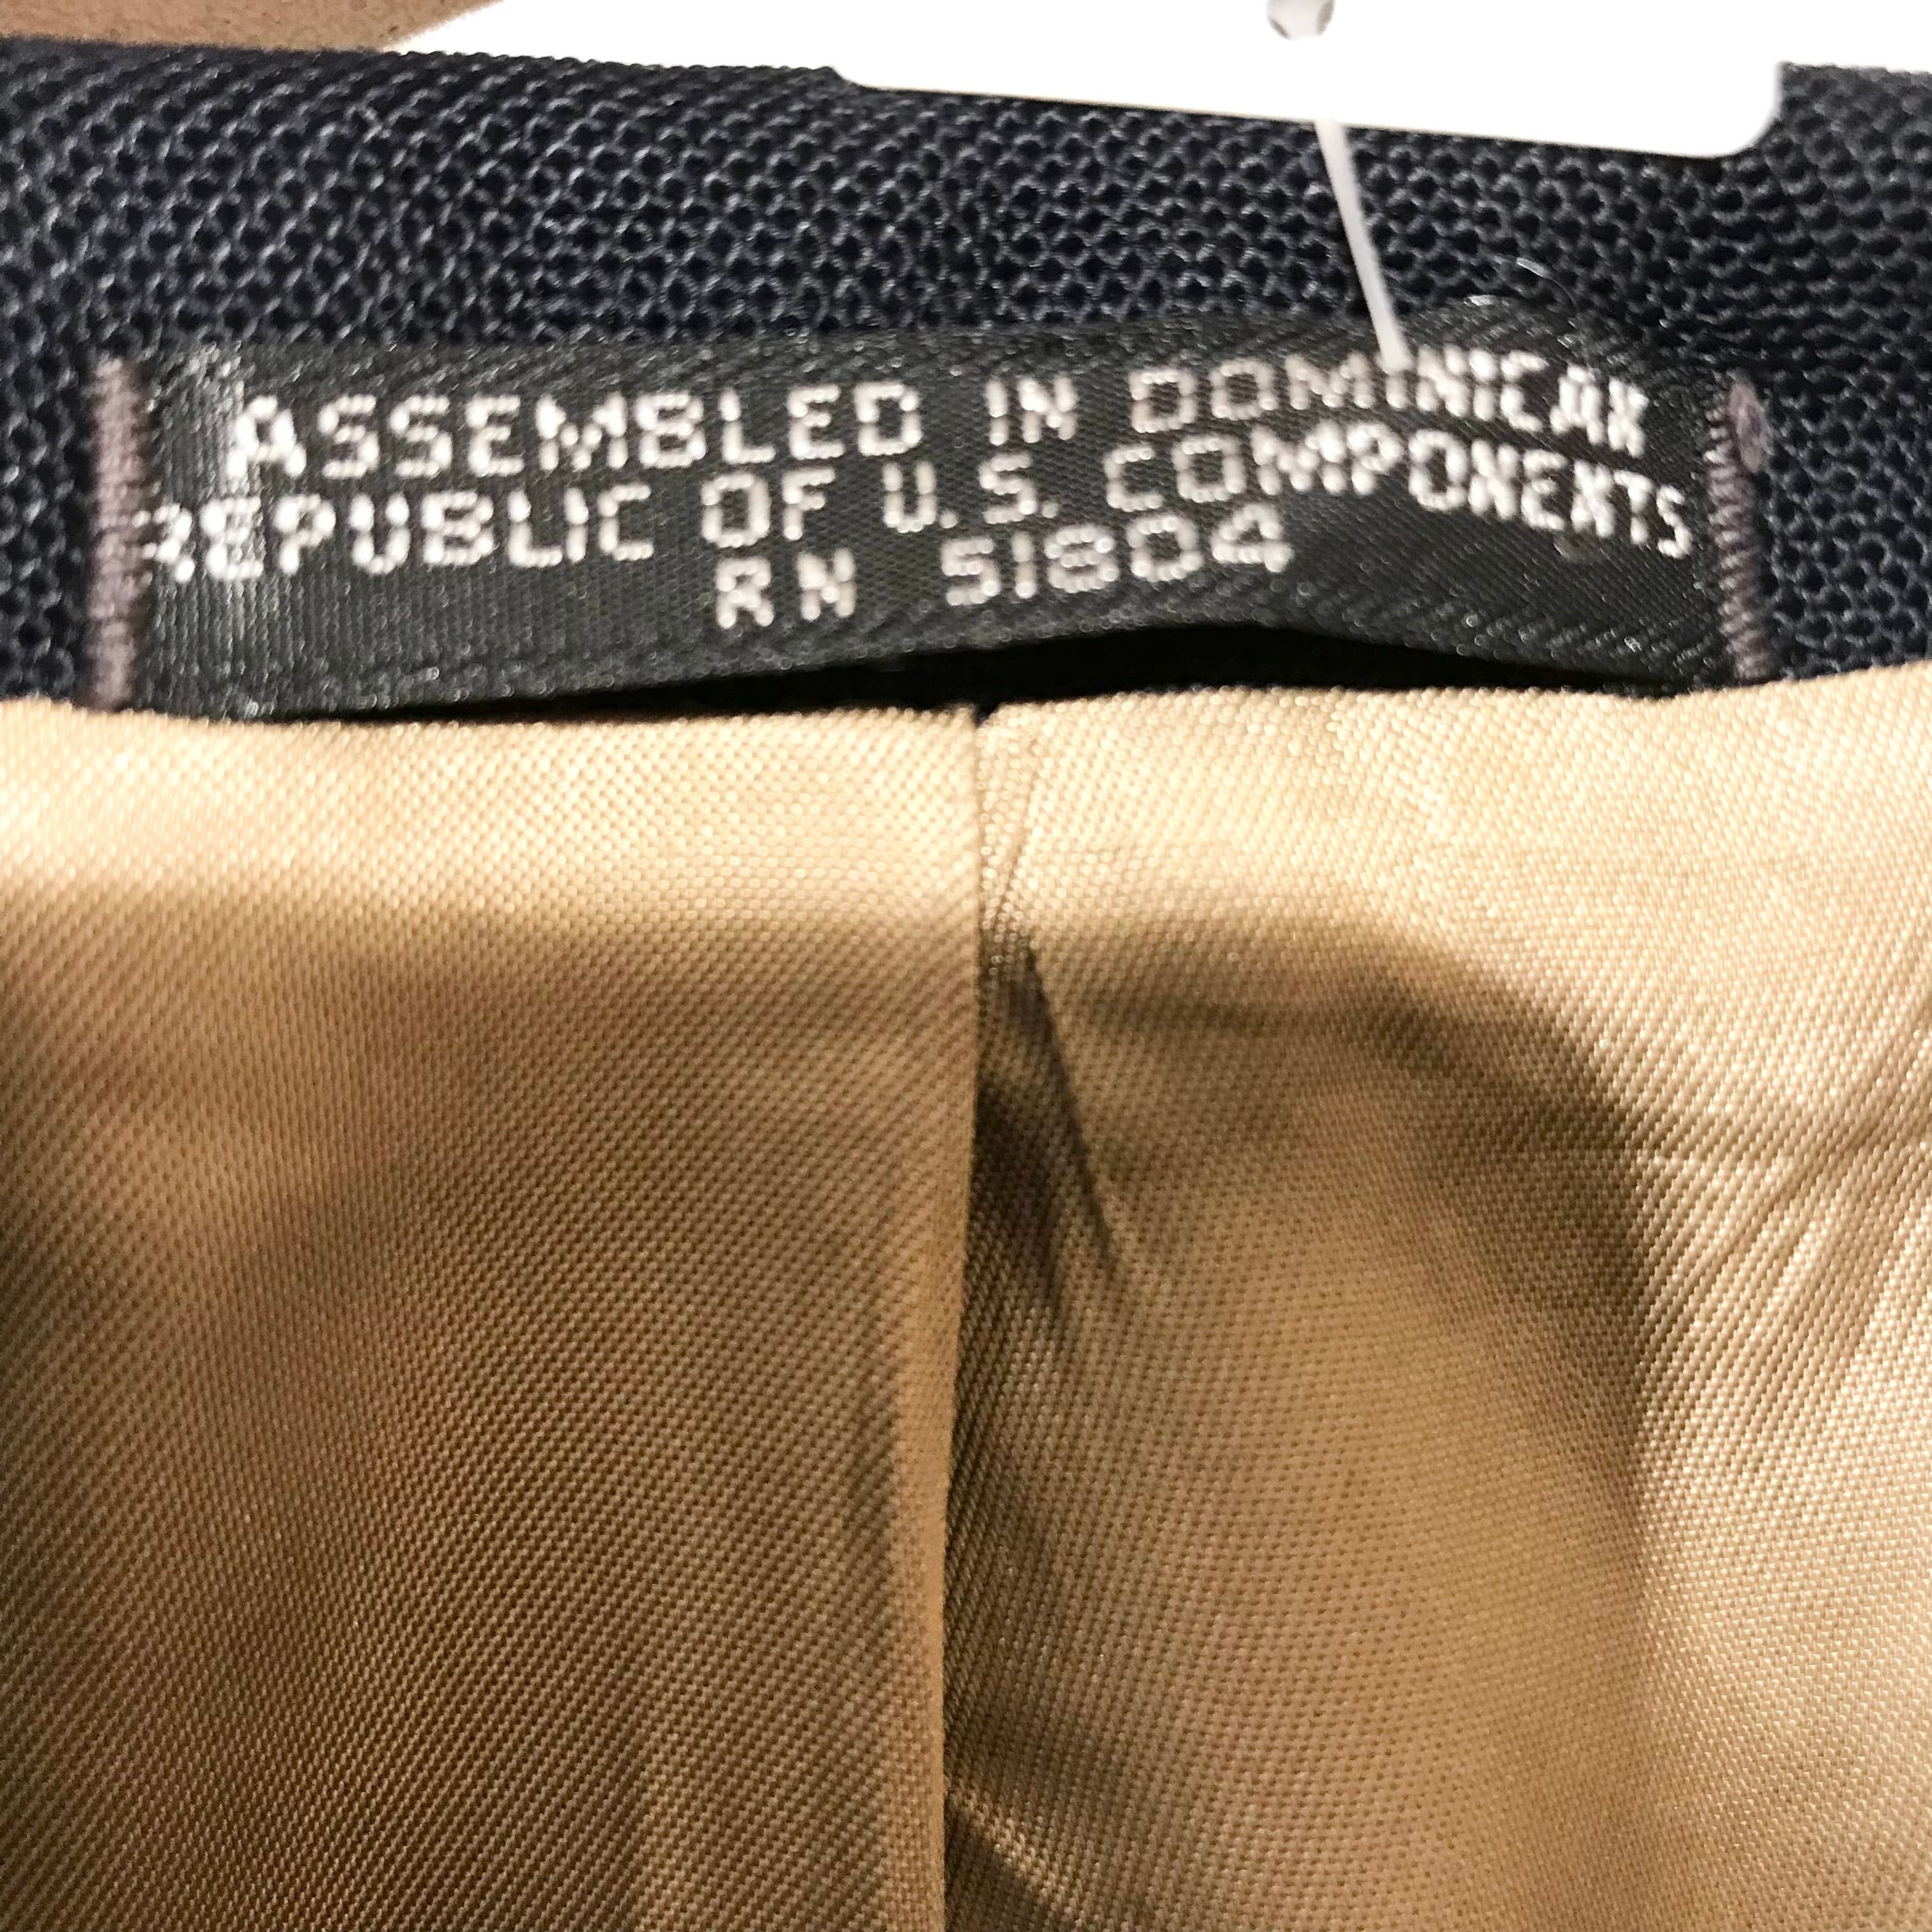 ASSEMBLED IN DOMINICAN
REPUBLIC OF U.S. COMPONENTS
RN 51804